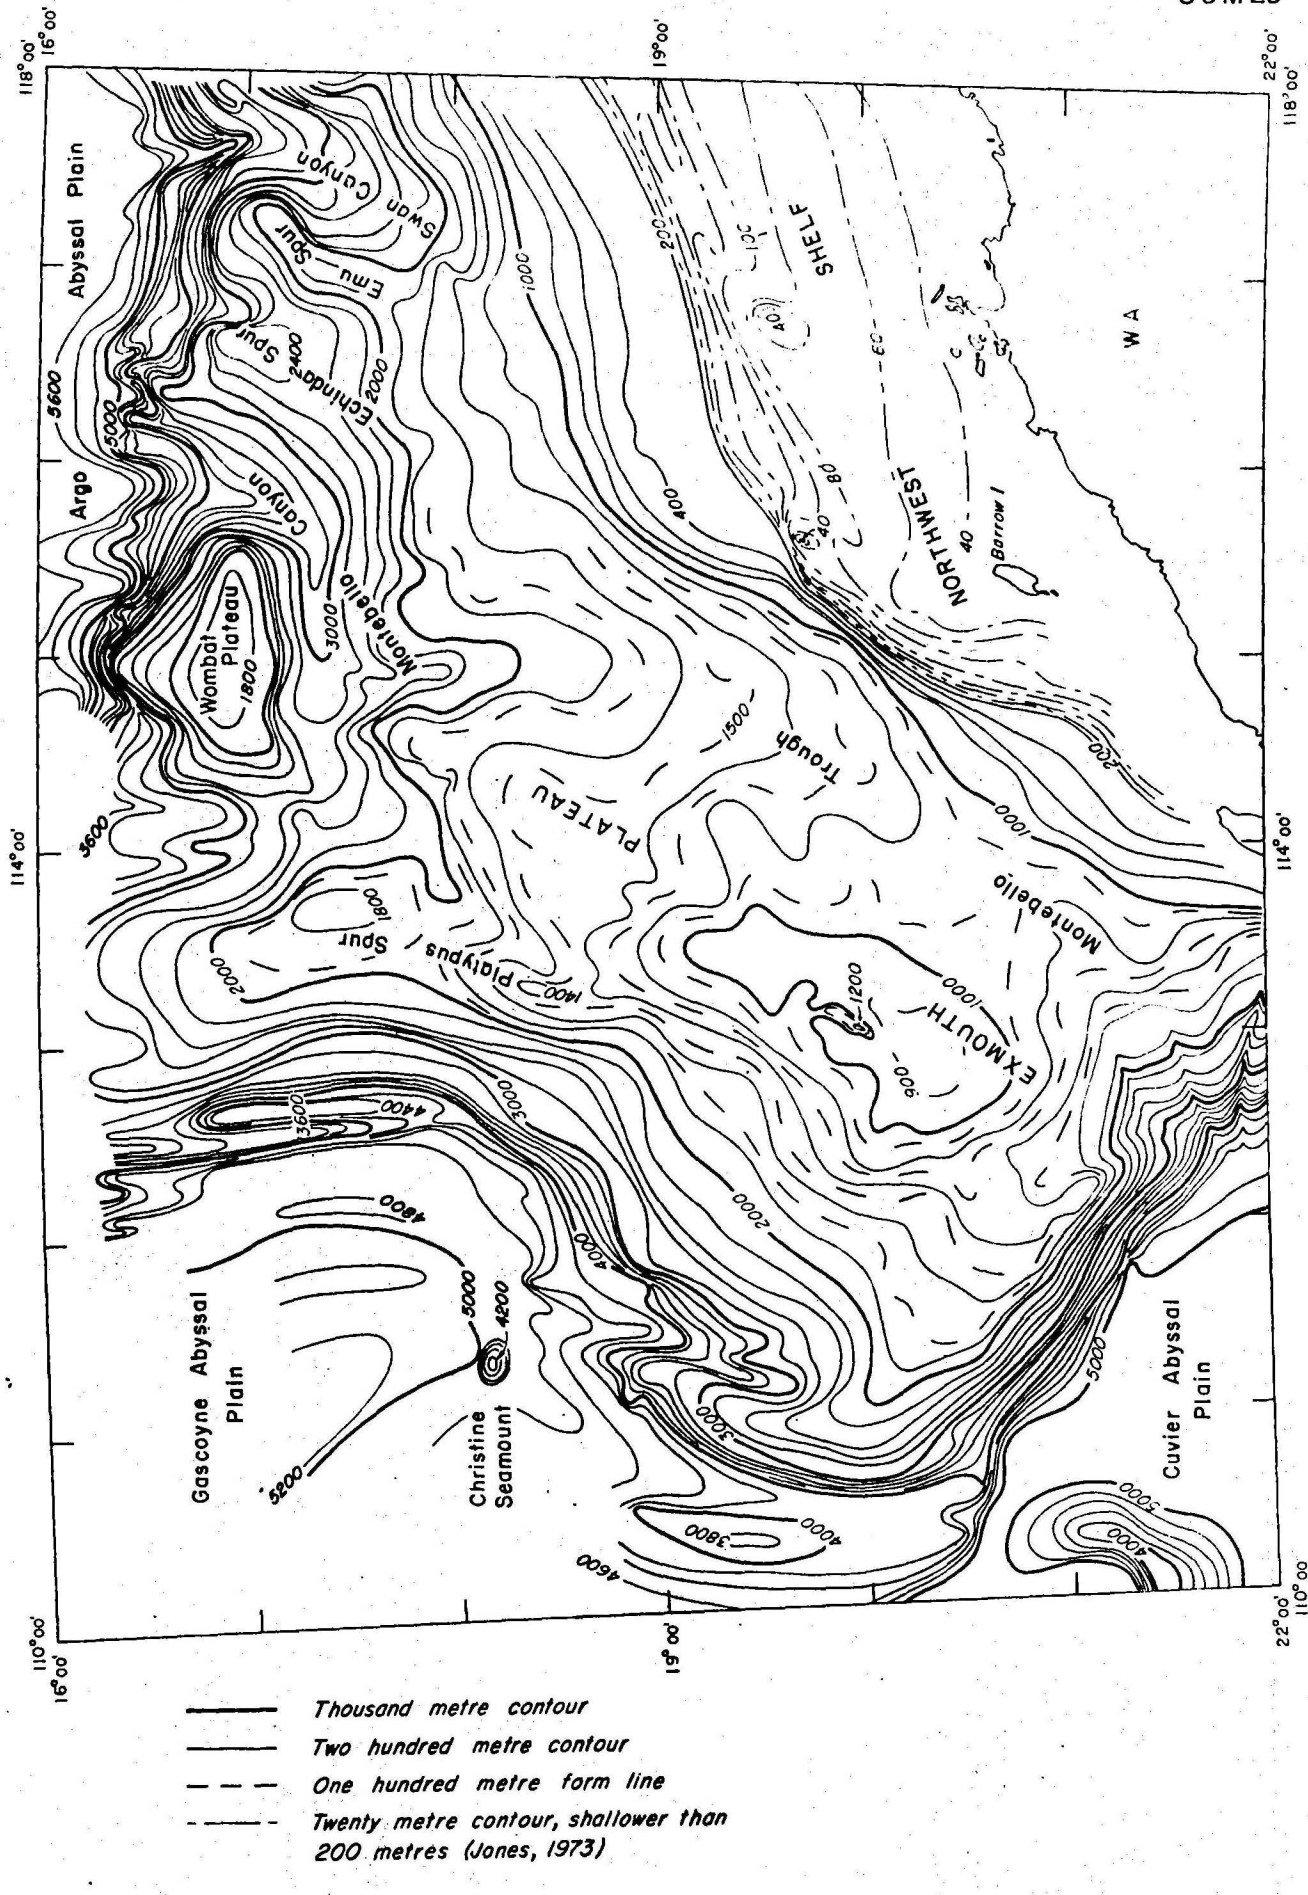 118°00'
16°00'
19°00'
22°00'
118°00'
Abyssal Plain
Argo
5600
5000
Canyon
Swan
Spur
Emu
Spur
2400
Echinda
2000
Canyon
Wombat
Plateau
1800
3000
Montebello
1000
200
100
SHELF
40
60
WA
400
80
40
NORTHWEST
40
Barrow I
1500
Trough
PLATEAU
200
1000
114°00'
114°00'
3600
1800
Spur
Platypus
2000
1400
Montebello
1200
1000
EXMOUTH
900
3000
3600
4400
4800
2000
4000
5000
4200
Gascoyne Abyssal
Plain
5200
Christine
Seamount
3000
5000
Cuvier Abyssal
Plain
3800
4000
4600
5000
4000
110°00'
16°00'
19°00'
22°00'
110°00'
Thousand metre contour
Two hundred metre contour
One hundred metre form line
Twenty metre contour, shallower than
200 metres (Jones, 1973)